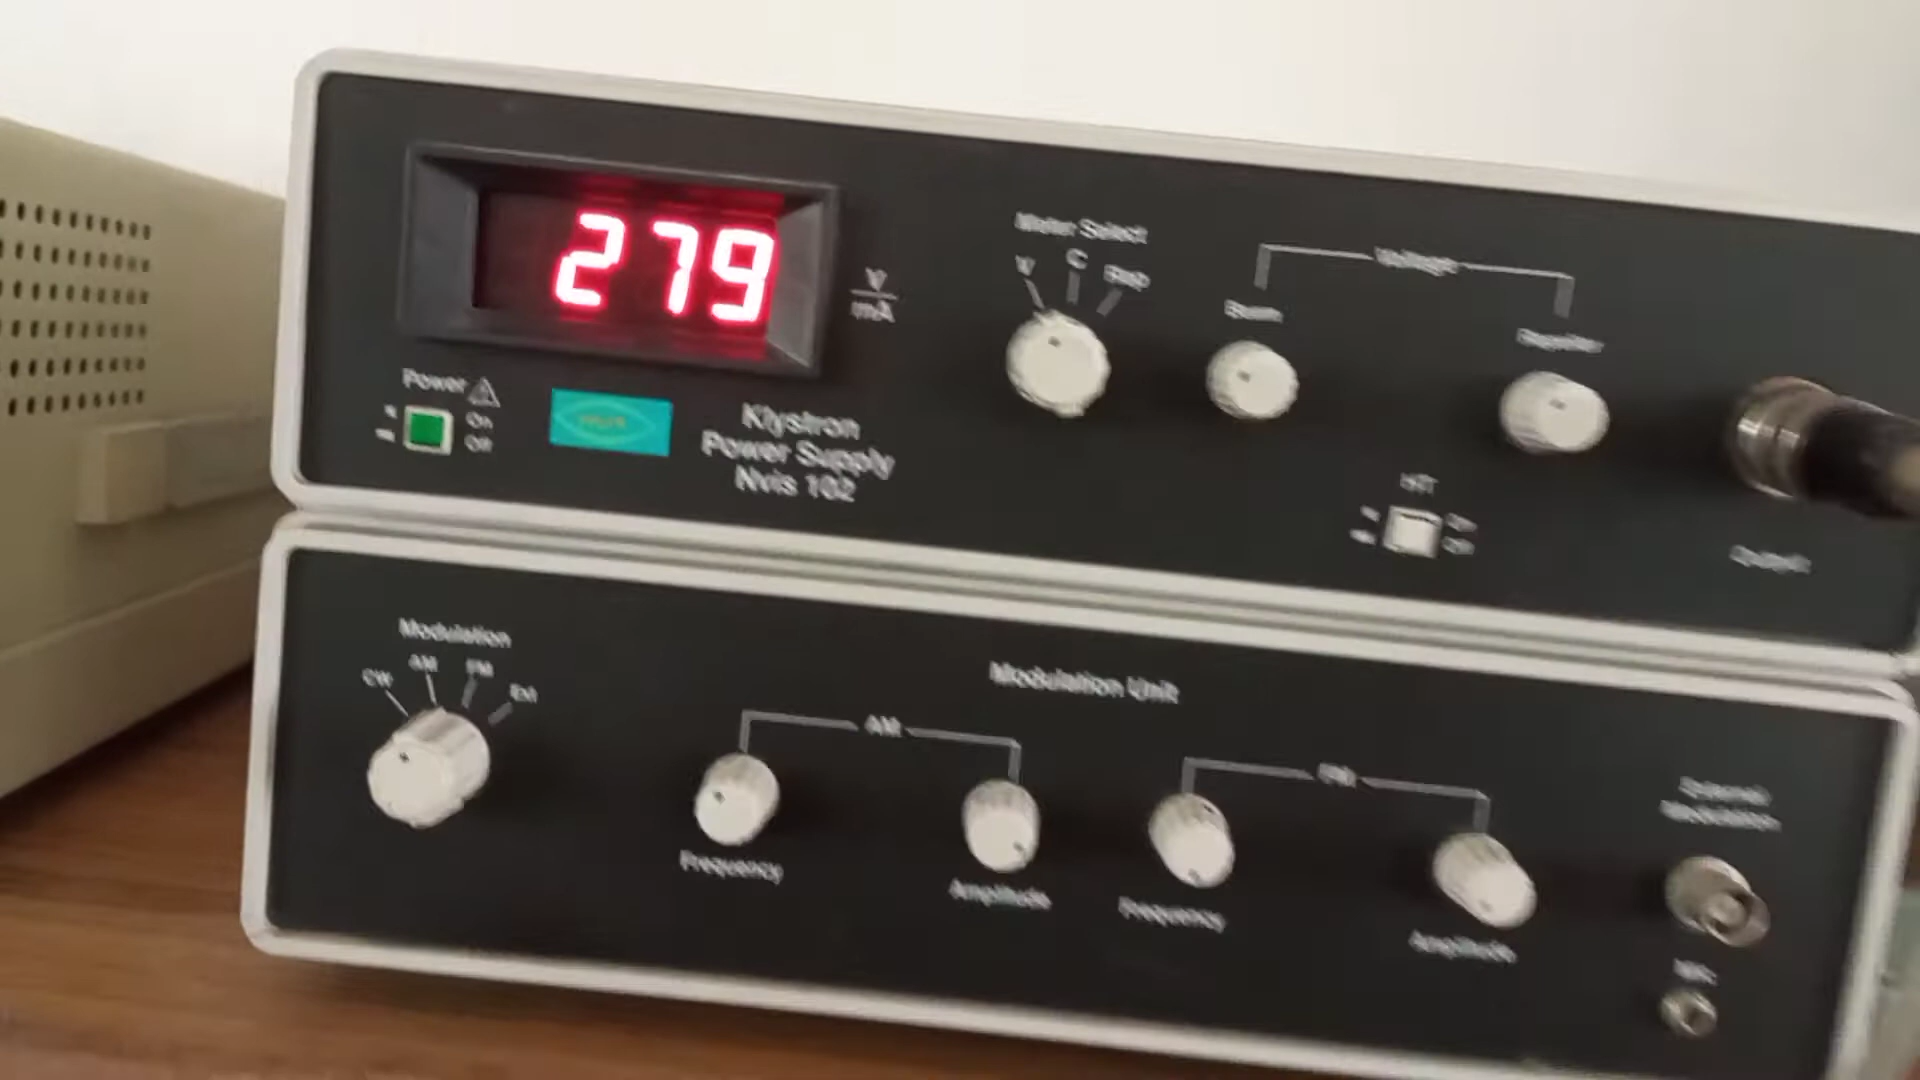 279
V
mA
Meter Select
V
C
Rep
Voltage
Beam
Repeller
Power
On
Off
Klystron
Power Supply
Nvis 102
HT
On
Off
Output
Modulation
CW
AM
FM
Ext
Modulation Unit
AM
FM
Frequency
Amplitude
Frequency
Amplitude
External
Modulation